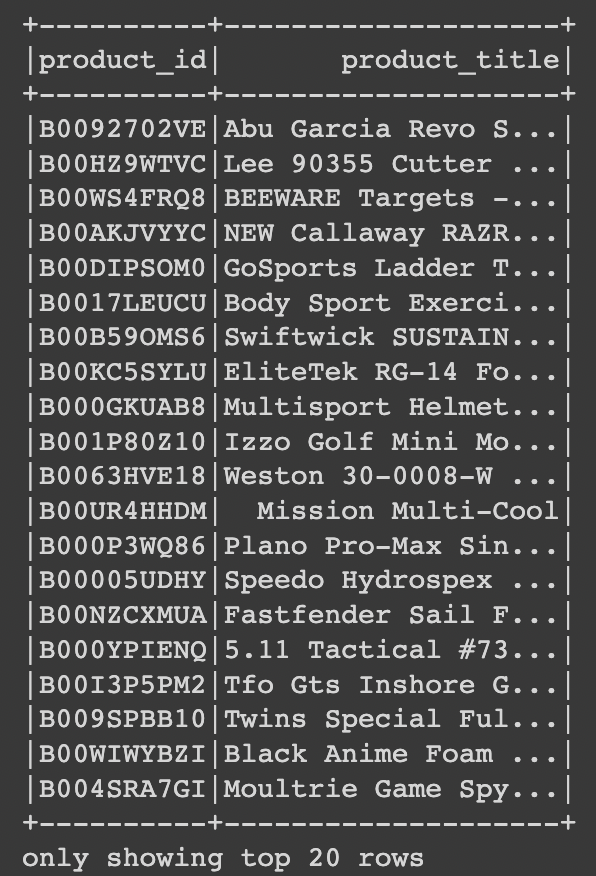 +----------+--------------------+
|product_id|       product_title|
+----------+--------------------+
|B0092702VE|Abu Garcia Revo S...|
|B00HZ9WTVC|Lee 90355 Cutter ...|
|B00WS4FRQ8|BEEWARE Targets -...|
|B00AKJVYYC|NEW Callaway RAZR...|
|B00DIPSOM0|GoSports Ladder T...|
|B0017LEUCU|Body Sport Exerci...|
|B00B59OMS6|Swiftwick SUSTAIN...|
|B00KC5SYLU|EliteTek RG-14 Fo...|
|B000GKUAB8|Multisport Helmet...|
|B001P80Z10|Izzo Golf Mini Mo...|
|B0063HVE18|Weston 30-0008-W ...|
|B00UR4HHDM|  Mission Multi-Cool|
|B000P3WQ86|Plano Pro-Max Sin...|
|B00005UDHY|Speedo Hydrospex ...|
|B00NZCXMUA|Fastfender Sail F...|
|B000YPIENQ|5.11 Tactical #73...|
|B00I3P5PM2|Tfo Gts Inshore G...|
|B009SPBB10|Twins Special Ful...|
|B00WIWYBZI|Black Anime Foam ...|
|B004SRA7GI|Moultrie Game Spy...|
+----------+--------------------+
only showing top 20 rows